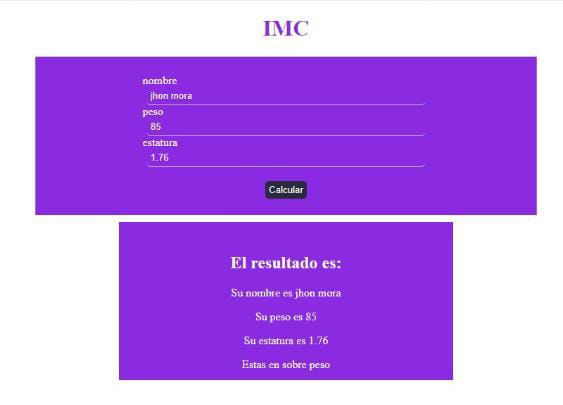 IMC
nombre
jhon mora
peso
85
estatura
1.76
Calcular
El resultado es:
Su nombre es jhon mora
Su peso es 85
Su estatura es 1.76
Estas en sobre peso